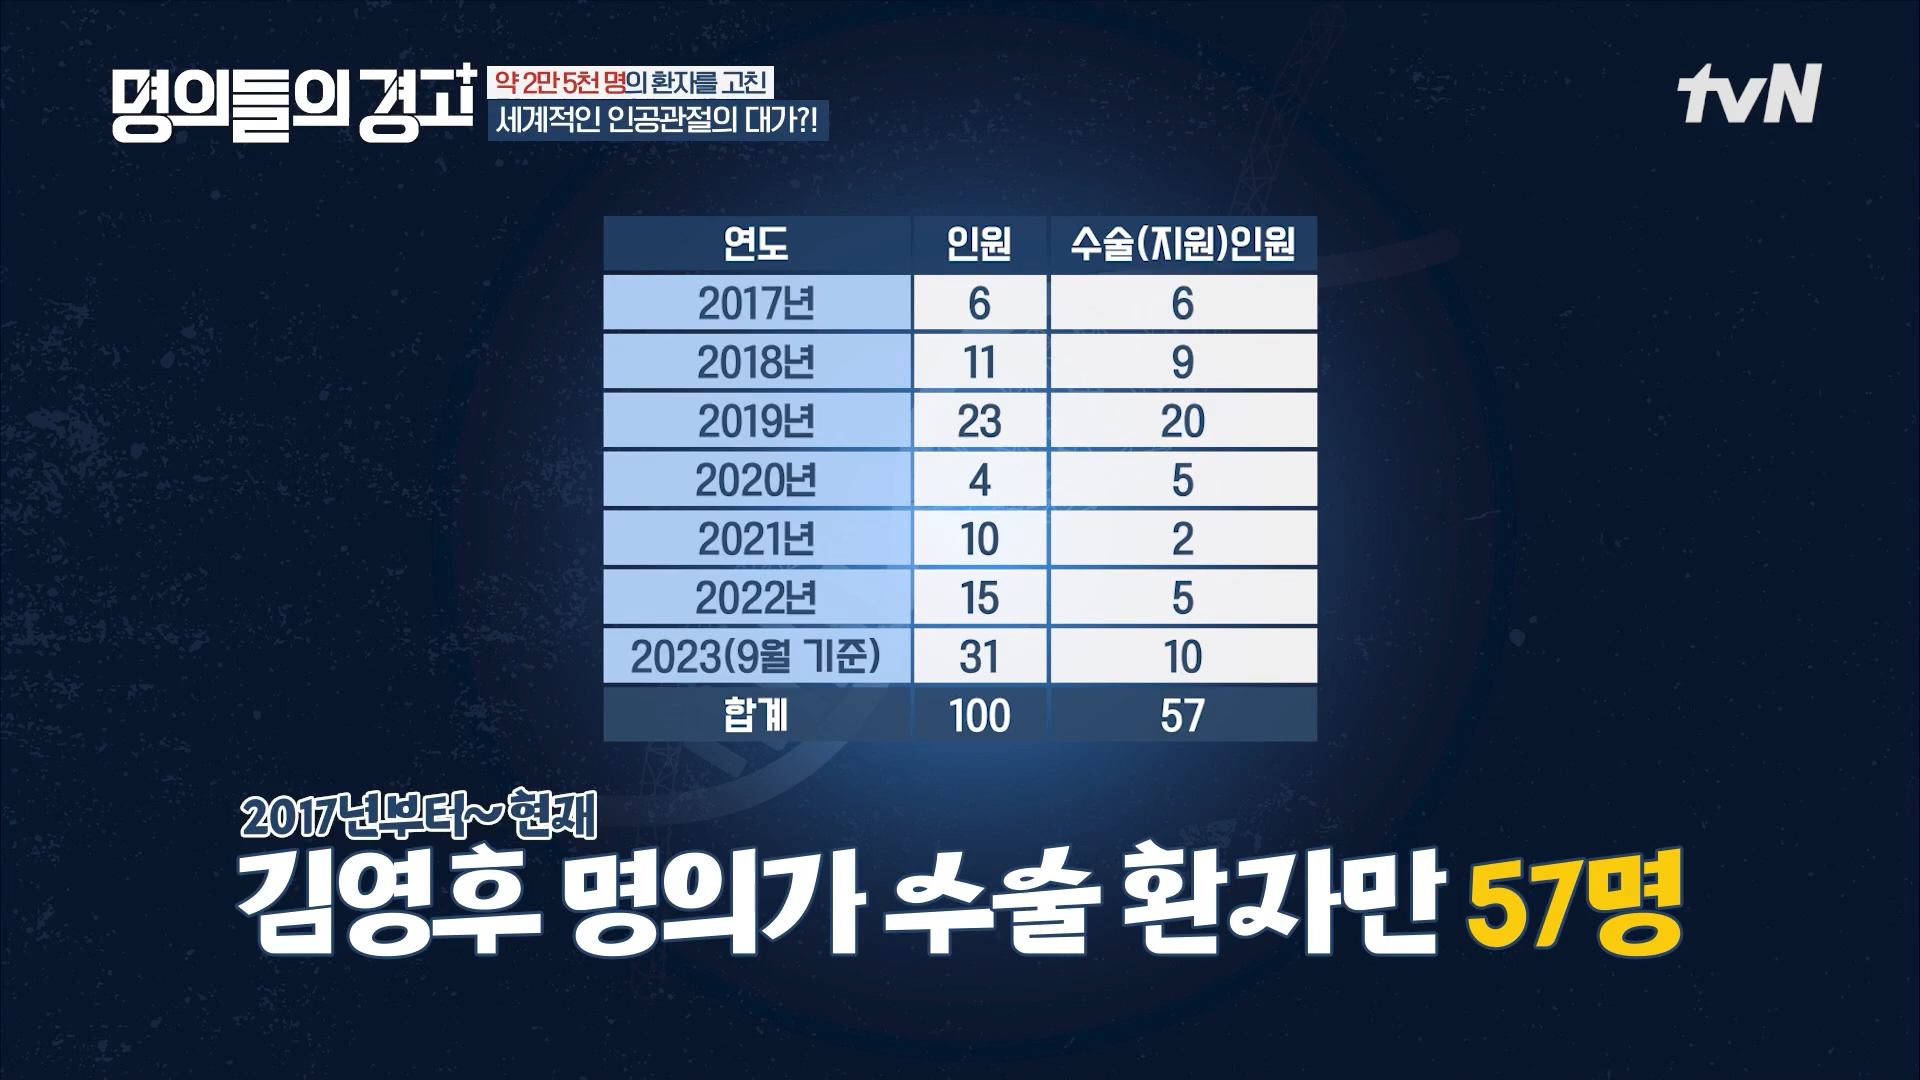 명의들의 경고+
약 2만 5천 명의 환자를 고친
세계적인 인공관절의 대가?!
tvN
연도 인원 수술(지원)인원
2017년 6 6
2018년 11 9
2019년 23 20
2020년 4 5
2021년 10 2
2022년 15 5
2023(9월 기준) 31 10
합계 100 57
2017년부터~ 현재
김영후 명의가 수술 환자만 57명